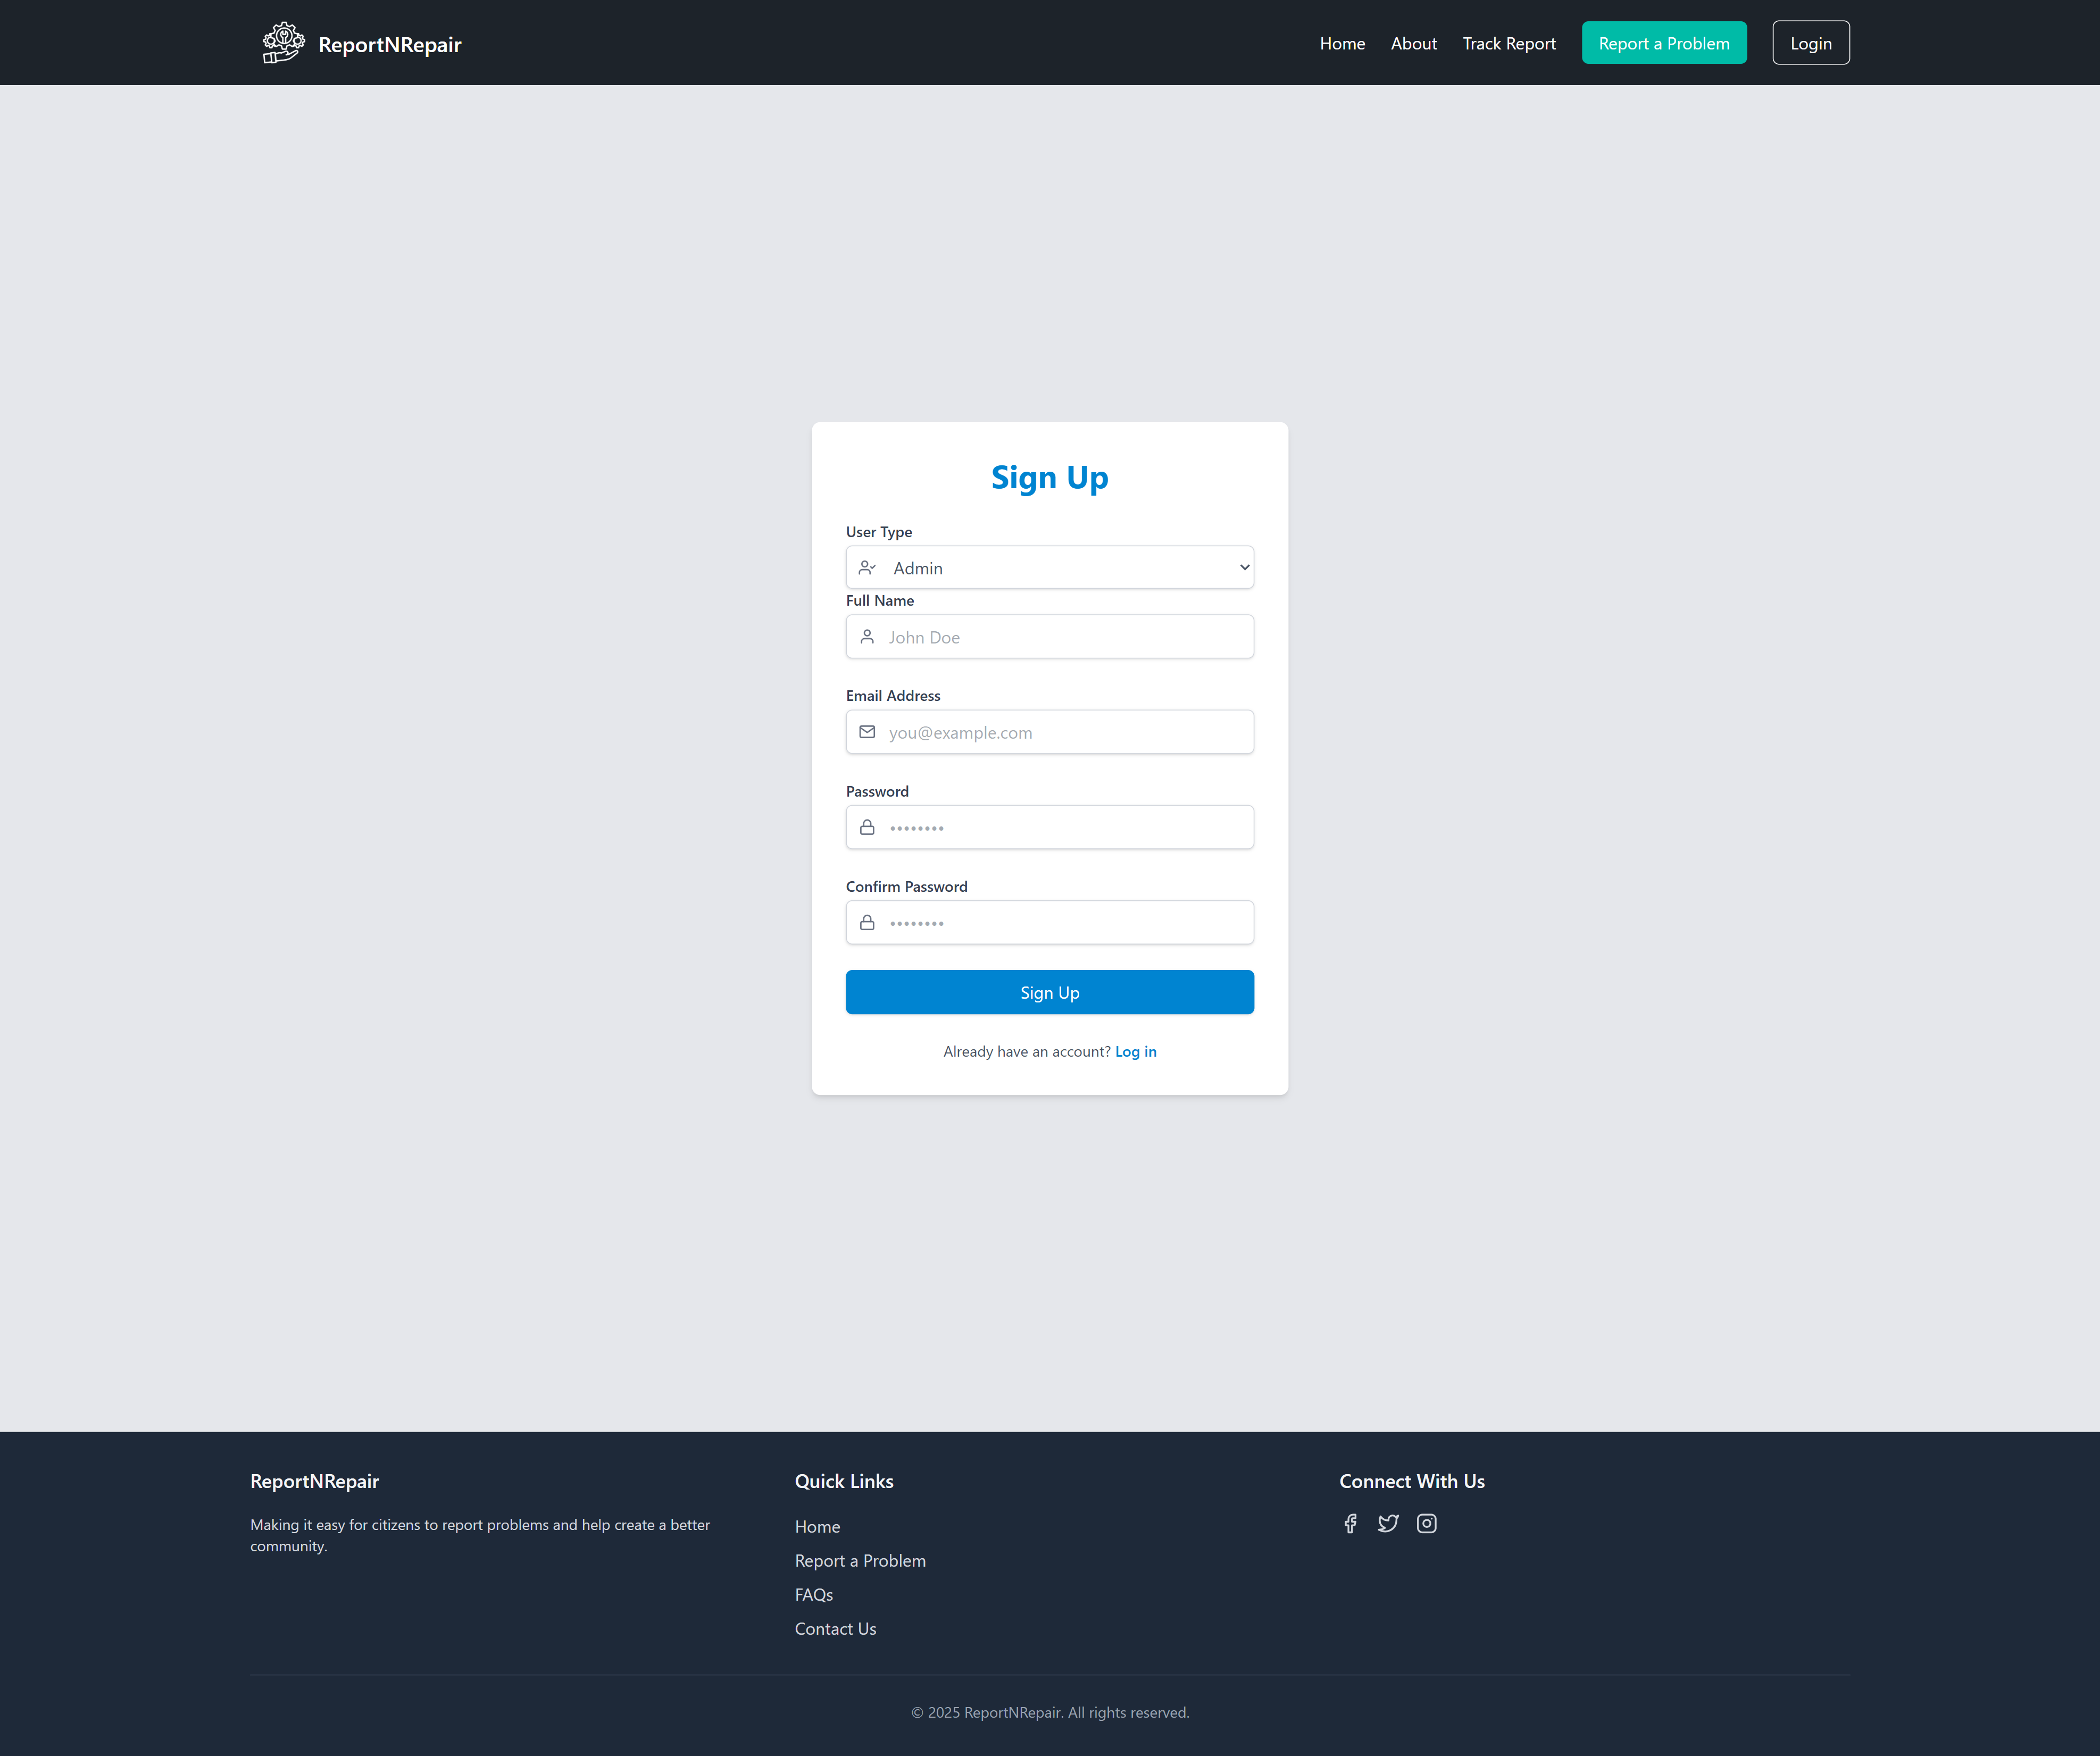 ReportNRepair
Home
About
Track Report
Report a Problem
Login
Sign Up
User Type
Admin
Full Name
John Doe
Email Address
you@example.com
Password
••••••••
Confirm Password
••••••••
Sign Up
Already have an account? Log in
ReportNRepair
Making it easy for citizens to report problems and help create a better
community.
Quick Links
Home
Report a Problem
FAQs
Contact Us
Connect With Us
© 2025 ReportNRepair. All rights reserved.